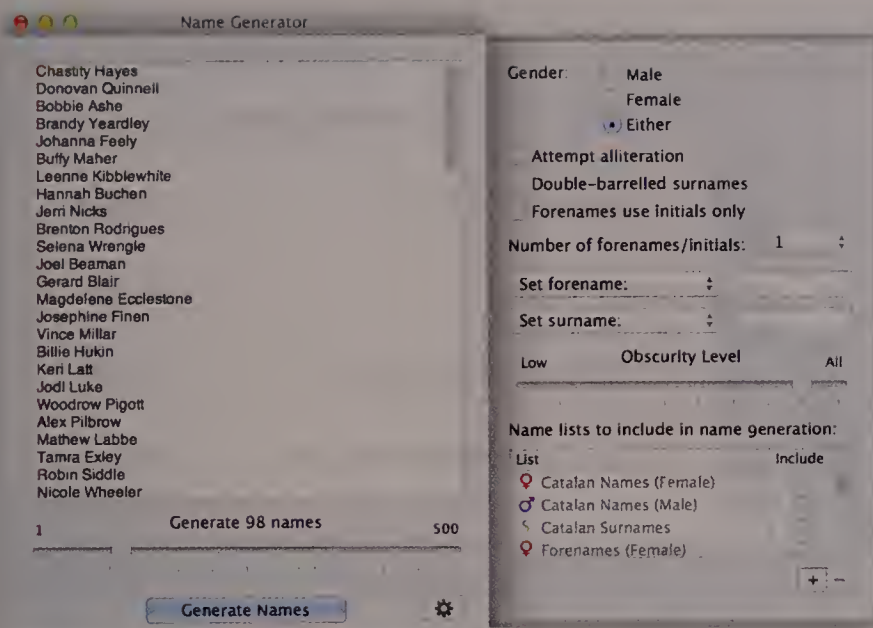 Name Generator
Chastity Hayes
Donovan Quinnell
Bobbie Ashe
Brandy Yeardley
Johanna Feely
Buffy Maher
Leenne Kibblewhite
Hannah Buchen
Jerri Nicks
Brenton Rodrigues
Selena Wrengle
Joel Beaman
Gerard Blair
Magdelene Ecclestone
Josephine Finen
Vince Millar
Billie Hukin
Keri Latt
Jodi Luke
Woodrow Pigott
Alex Pilbrow
Mathew Labbe
Tamra Exley
Robin Siddle
Nicole Wheeler
1 Generate 98 names 500
Generate Names
Gender: Male
Female
Either
Attempt alliteration
Double-barrelled surnames
Forenames use initials only
Number of forenames/initials: 1
Set forename:
Set surname:
Low Obscurity Level All
Name lists to include in name generation:
List Include
♀ Catalan Names (Female)
♂ Catalan Names (Male)
Catalan Surnames
♀ Forenames (Female)
+ −